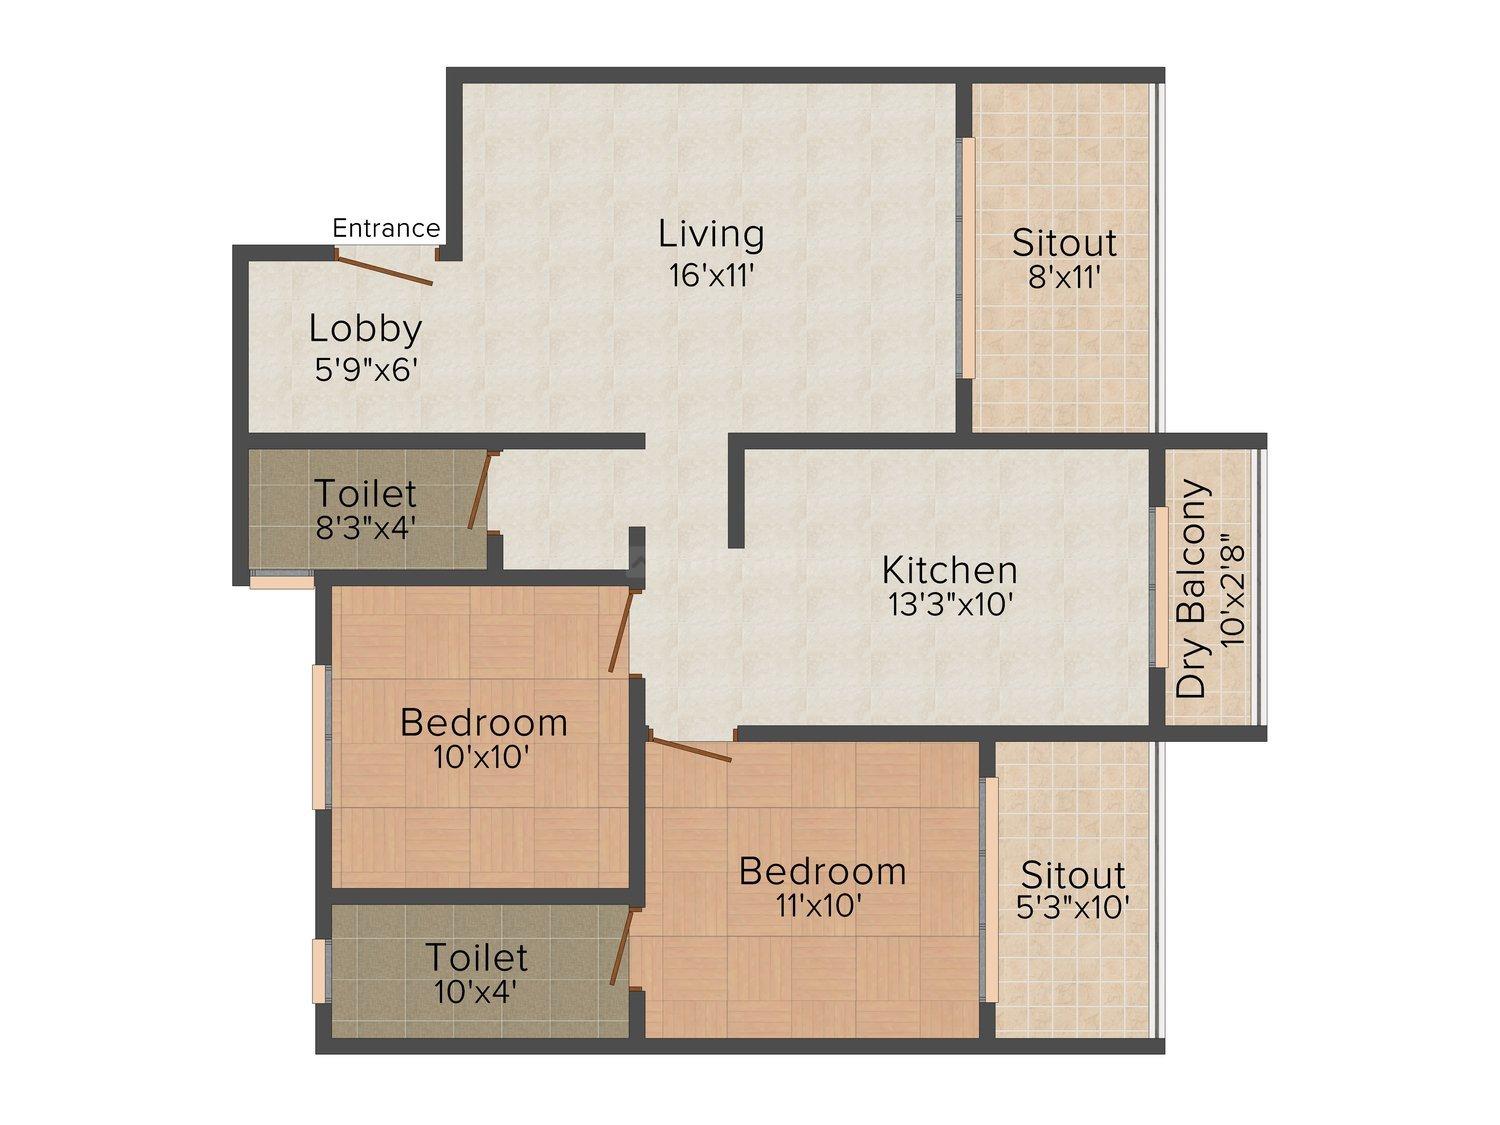 Entrance
Living
16'x11'
Sitout
8'x11'
Lobby
5'9"x6'
Toilet
8'3"x4'
Kitchen
13'3"x10'
Dry Balcony
10'x2'8"
Bedroom
10'x10'
Bedroom
11'x10'
Sitout
5'3"x10'
Toilet
10'x4'